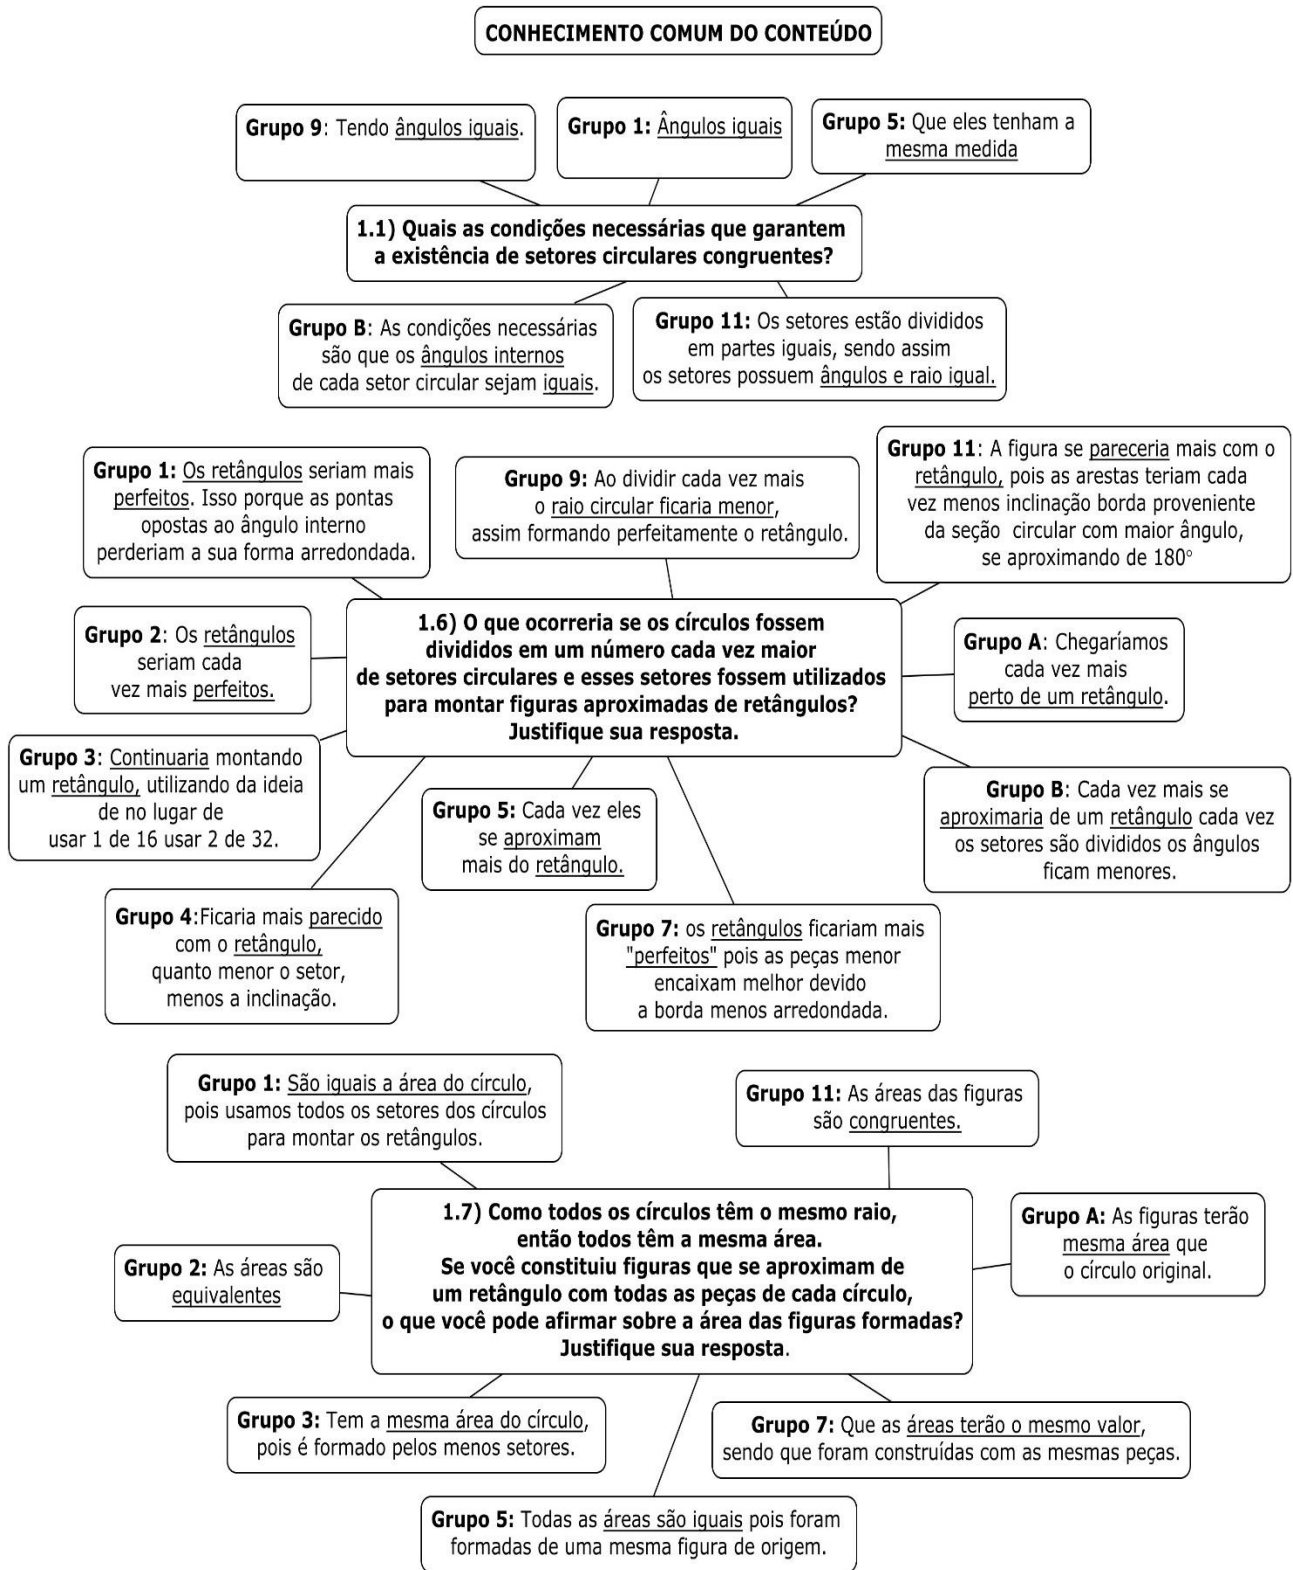 CONHECIMENTO COMUM DO CONTEÚDO
Grupo 9: Tendo ângulos iguais.
Grupo 1: Ângulos iguais
Grupo 5: Que eles tenham a
mesma medida
1.1) Quais as condições necessárias que garantem
a existência de setores circulares congruentes?
Grupo B: As condições necessárias
são que os ângulos internos
de cada setor circular sejam iguais.
Grupo 11: Os setores estão divididos
em partes iguais, sendo assim
os setores possuem ângulos e raio igual.
Grupo 1: Os retângulos seriam mais
perfeitos. Isso porque as pontas
opostas ao ângulo interno
perderiam a sua forma arredondada.
Grupo 9: Ao dividir cada vez mais
o raio circular ficaria menor,
assim formando perfeitamente o retângulo.
Grupo 11: A figura se pareceria mais com o
retângulo, pois as arestas teriam cada
vez menos inclinação borda proveniente
da seção circular com maior ângulo,
se aproximando de 180°
Grupo 2: Os retângulos
seriam cada
vez mais perfeitos.
1.6) O que ocorreria se os círculos fossem
divididos em um número cada vez maior
de setores circulares e esses setores fossem utilizados
para montar figuras aproximadas de retângulos?
Justifique sua resposta.
Grupo A: Chegaríamos
cada vez mais
perto de um retângulo.
Grupo 3: Continuaria montando
um retângulo, utilizando da ideia
de no lugar de
usar 1 de 16 usar 2 de 32.
Grupo 5: Cada vez eles
se aproximam
mais do retângulo.
Grupo B: Cada vez mais se
aproximaria de um retângulo cada vez
os setores são divididos os ângulos
ficam menores.
Grupo 4:Ficaria mais parecido
com o retângulo,
quanto menor o setor,
menos a inclinação.
Grupo 7: os retângulos ficariam mais
"perfeitos" pois as peças menor
encaixam melhor devido
a borda menos arredondada.
Grupo 1: São iguais a área do círculo,
pois usamos todos os setores dos círculos
para montar os retângulos.
Grupo 11: As áreas das figuras
são congruentes.
1.7) Como todos os círculos têm o mesmo raio,
então todos têm a mesma área.
Se você constituiu figuras que se aproximam de
um retângulo com todas as peças de cada círculo,
o que você pode afirmar sobre a área das figuras formadas?
Justifique sua resposta.
Grupo A: As figuras terão
mesma área que
o círculo original.
Grupo 2: As áreas são
equivalentes
Grupo 3: Tem a mesma área do círculo,
pois é formado pelos menos setores.
Grupo 7: Que as áreas terão o mesmo valor,
sendo que foram construídas com as mesmas peças.
Grupo 5: Todas as áreas são iguais pois foram
formadas de uma mesma figura de origem.